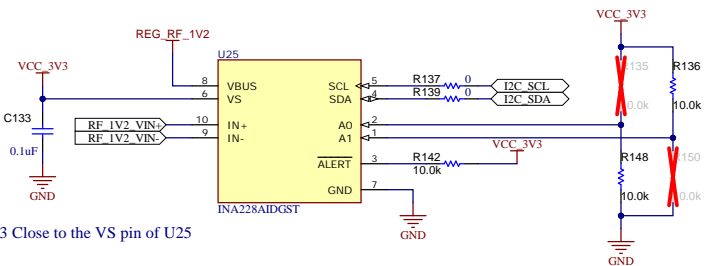 VCC_3V3
REG_RF_1V2
U25
VCC_3V3
C133
0.1uF
GND
RF_1V2_VIN+
RF_1V2_VIN-
8 VBUS
6 VS
10 IN+
9 IN-
SCL 5
SDA 4
A0 2
A1 1
ALERT 3
GND 7
INA228AIDGST
R137 0 I2C_SCL
R139 0 I2C_SDA
R142
10.0k
VCC_3V3
GND
R135
R136
10.0k
R148
10.0k
R150
GND
3 Close to the VS pin of U25